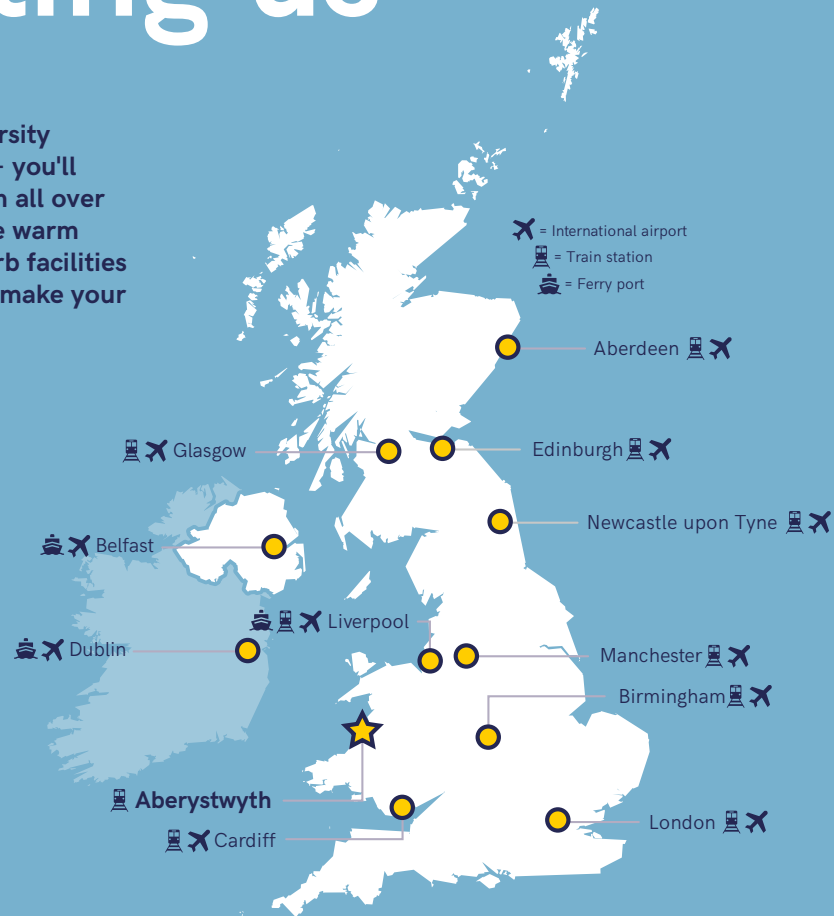 rsity
- you'll
all over
warm
facilities
make your
= International airport
= Train station
= Ferry port
Aberdeen
Glasgow
Edinburgh
Newcastle upon Tyne
Belfast
Liverpool
Dublin
Manchester
Birmingham
Aberystwyth
Cardiff
London